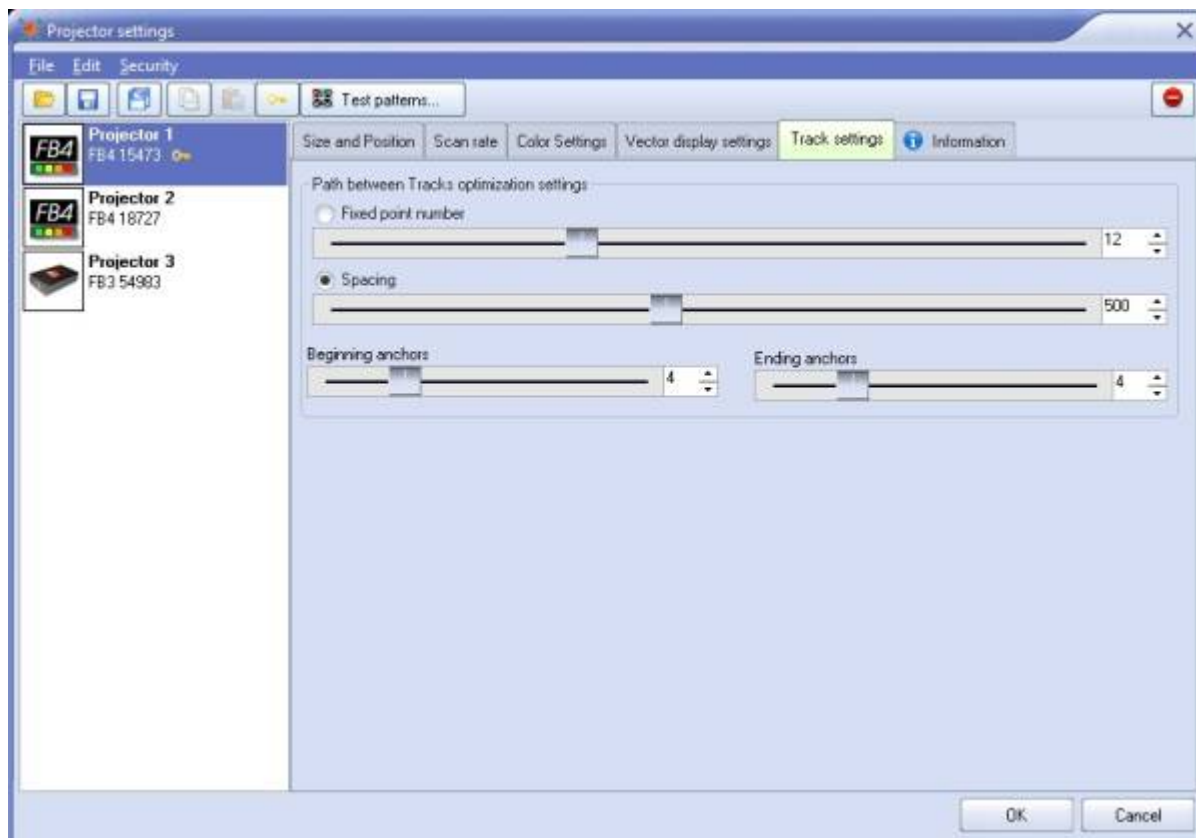 Projector settings
File Edit Security
Test patterns...
FB4 Projector 1
FB4 15473
FB4 Projector 2
FB4 18727
Projector 3
FB3 54983
Size and Position Scan rate Color Settings Vector display settings Track settings Information
Path between Tracks optimization settings
Fixed point number
12
Spacing
500
Beginning anchors
4
Ending anchors
4
OK Cancel